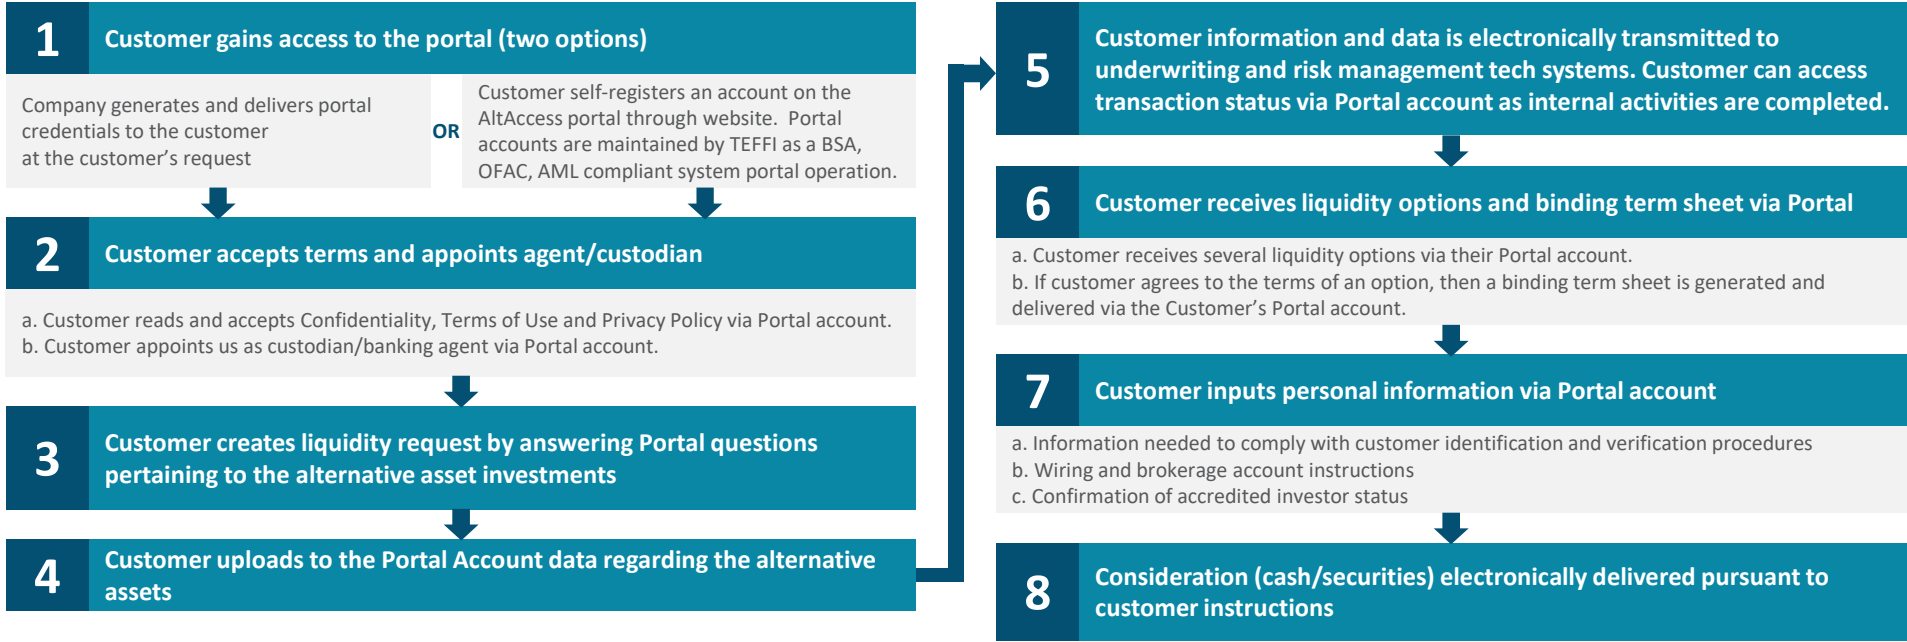 1
Customer gains access to the portal (two options)
Company generates and delivers portal
credentials to the customer
at the customer’s request
OR
Customer self-registers an account on the
AltAccess portal through website.  Portal
accounts are maintained by TEFFI as a BSA,
OFAC, AML compliant system portal operation.
2
Customer accepts terms and appoints agent/custodian
a. Customer reads and accepts Confidentiality, Terms of Use and Privacy Policy via Portal account.
b. Customer appoints us as custodian/banking agent via Portal account.
3
Customer creates liquidity request by answering Portal questions
pertaining to the alternative asset investments
4
Customer uploads to the Portal Account data regarding the alternative
assets
5
Customer information and data is electronically transmitted to
underwriting and risk management tech systems. Customer can access
transaction status via Portal account as internal activities are completed.
6
Customer receives liquidity options and binding term sheet via Portal
a. Customer receives several liquidity options via their Portal account.
b. If customer agrees to the terms of an option, then a binding term sheet is generated and
delivered via the Customer’s Portal account.
7
Customer inputs personal information via Portal account
a. Information needed to comply with customer identification and verification procedures
b. Wiring and brokerage account instructions
c. Confirmation of accredited investor status
8
Consideration (cash/securities) electronically delivered pursuant to
customer instructions